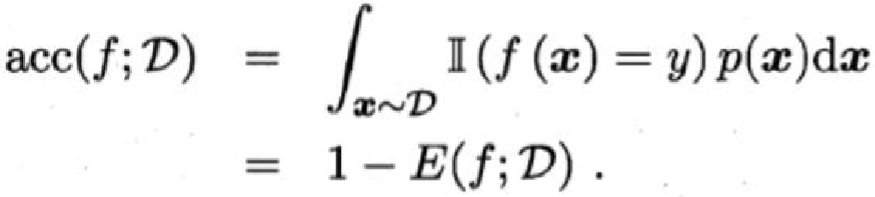 acc(f; 𝒟) = ∫_{𝒙∼𝒟} 𝕀(f(𝒙) = y) p(𝒙)d𝒙
= 1 − E(f; 𝒟) .